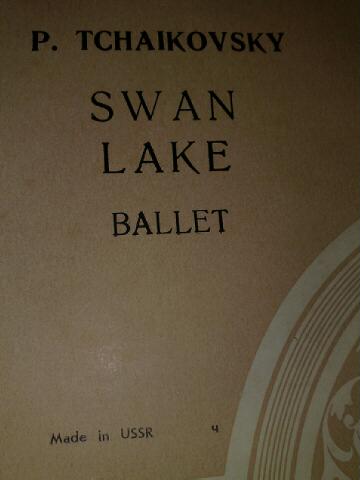 P. TCHAIKOVSKY
SWAN
LAKE
BALLET
Made in USSR ч